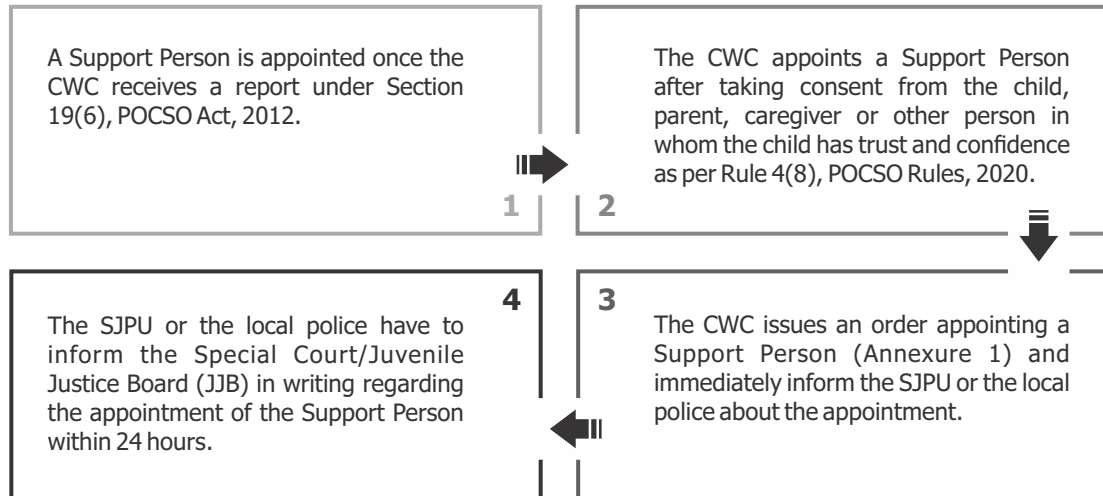 A Support Person is appointed once the
CWC receives a report under Section
19(6), POCSO Act, 2012.
1
2
The CWC appoints a Support Person
after taking consent from the child,
parent, caregiver or other person in
whom the child has trust and confidence
as per Rule 4(8), POCSO Rules, 2020.
3
The CWC issues an order appointing a
Support Person (Annexure 1) and
immediately inform the SJPU or the local
police about the appointment.
4
The SJPU or the local police have to
inform the Special Court/Juvenile
Justice Board (JJB) in writing regarding
the appointment of the Support Person
within 24 hours.